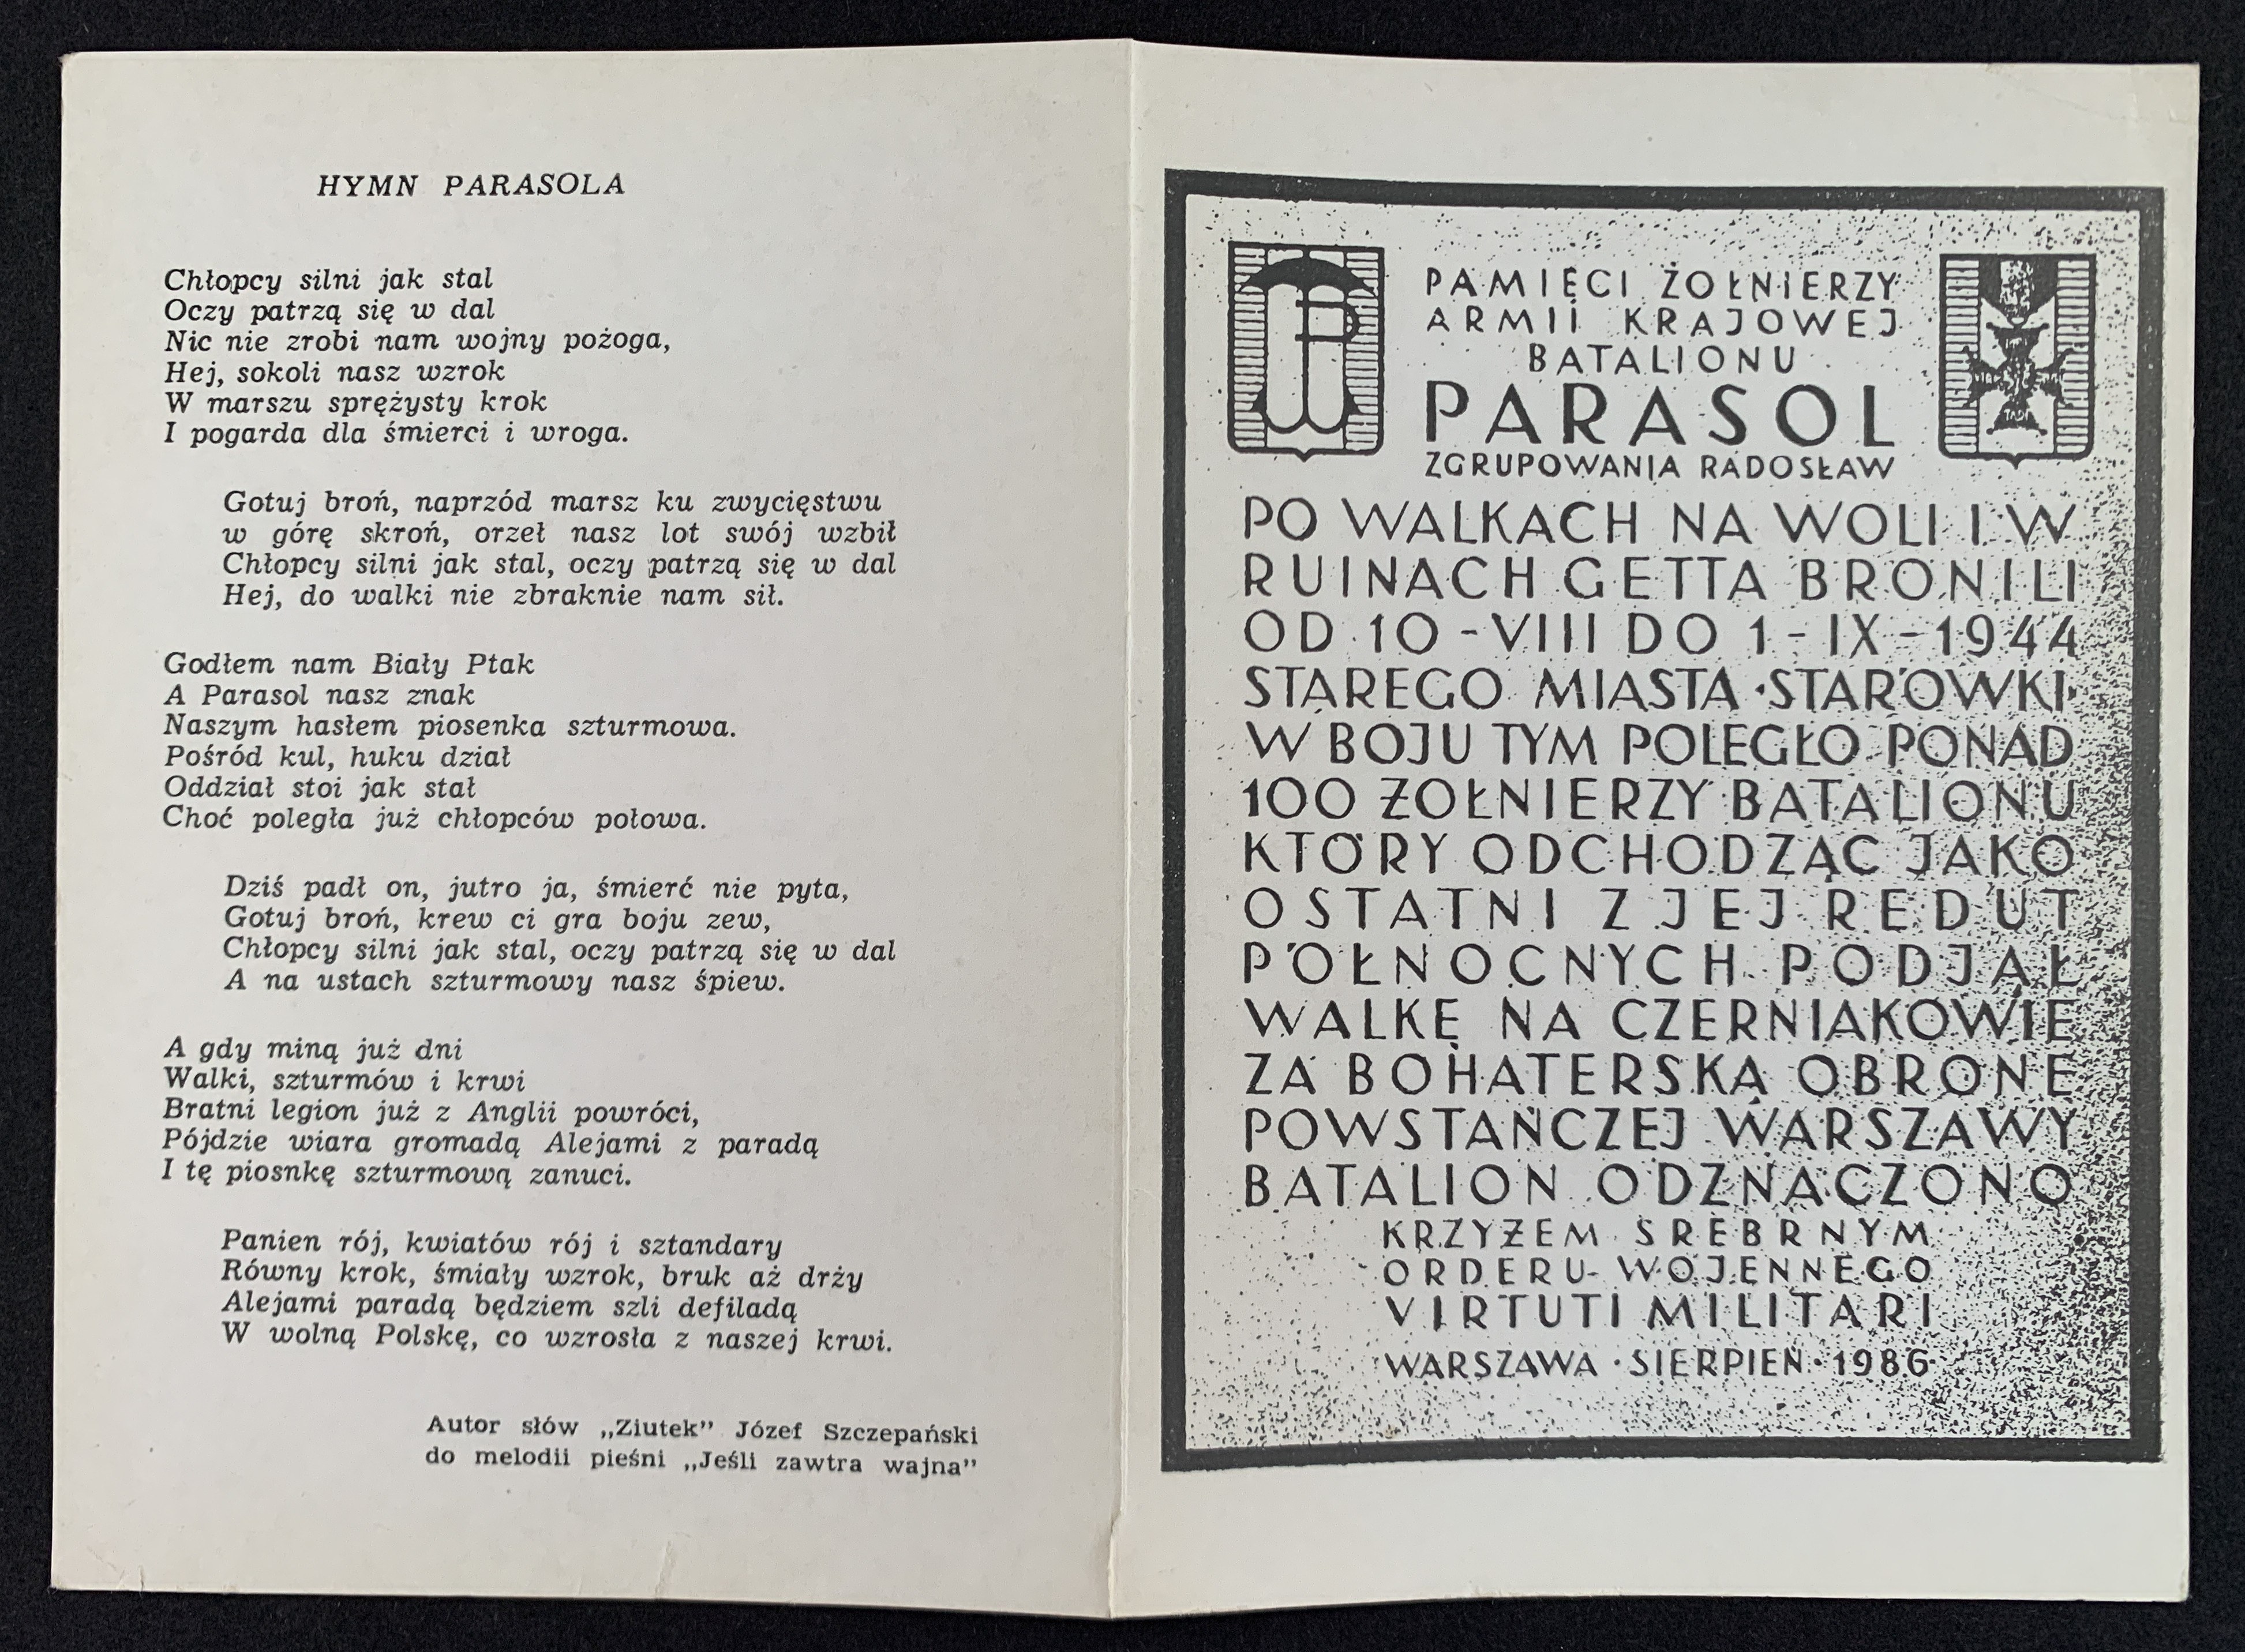 HYMN PARASOLA
Chłopcy silni jak stal
Oczy patrzą się w dal
Nic nie zrobi nam wojny pożoga,
Hej, sokoli nasz wzrok
W marszu sprężysty krok
I pogarda dla śmierci i wroga.
Gotuj broń, naprzód marsz ku zwycięstwu
w górę skroń, orzeł nasz lot swój wzbił
Chłopcy silni jak stal, oczy patrzą się w dal
Hej, do walki nie zbraknie nam sił.
Godłem nam Biały Ptak
A Parasol nasz znak
Naszym hasłem piosenka szturmowa.
Pośród kul, huku dział
Oddział stoi jak stał
Choć poległa już chłopców połowa.
Dziś padł on, jutro ja, śmierć nie pyta,
Gotuj broń, krew ci gra boju zew,
Chłopcy silni jak stal, oczy patrzą się w dal
A na ustach szturmowy nasz śpiew.
A gdy miną już dni
Walki, szturmów i krwi
Bratni legion już z Anglii powróci,
Pójdzie wiara gromadą Alejami z paradą
I tę piosnkę szturmową zanuci.
Panien rój, kwiatów rój i sztandary
Równy krok, śmiały wzrok, bruk aż drży
Alejami paradą będziem szli defiladą
W wolną Polskę, co wzrosła z naszej krwi.
Autor słów „Ziutek” Józef Szczepański
do melodii pieśni „Jeśli zawtra wajna”
PAMIĘCI ŻOŁNIERZY
ARMII KRAJOWEJ
BATALIONU
PARASOL
ZGRUPOWANIA RADOSŁAW
PO WALKACH NA WOLI I W
RUINACH GETTA BRONILI
OD 10-VIII DO 1-IX-1944
STAREGO MIASTA·STARÓWKI·
W BOJU TYM POLEGŁO PONAD
100 ŻOŁNIERZY BATALIONU
KTÓRY ODCHODZĄC JAKO
OSTATNI Z JEJ REDUT
PÓŁNOCNYCH PODJĄŁ
WALKĘ NA CZERNIAKOWIE
ZA BOHATERSKĄ OBRONĘ
POWSTAŃCZEJ WARSZAWY
BATALION ODZNACZONO
KRZYŻEM SREBRNYM
ORDERU WOJENNEGO
VIRTUTI MILITARI
WARSZAWA·SIERPIEŃ·1986